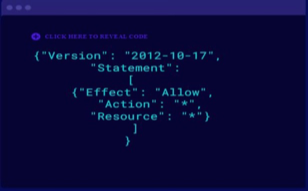 CLICK HERE TO REVEAL CODE
{"Version": "2012-10-17",
"Statement":
[
{"Effect": "Allow",
"Action": "*",
"Resource": "*"}
]
}